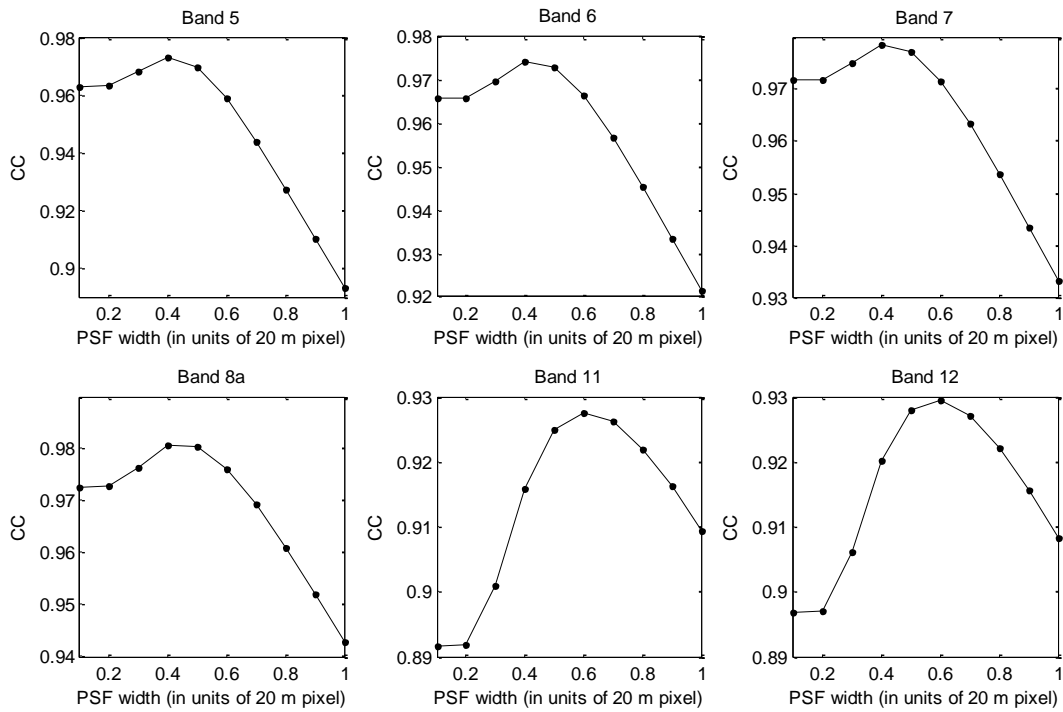 Band 5
0.98
0.96
0.94
0.92
0.9
CC
0.2 0.4 0.6 0.8 1
PSF width (in units of 20 m pixel)
Band 6
0.98
0.97
0.96
0.95
0.94
0.93
0.92
CC
0.2 0.4 0.6 0.8 1
PSF width (in units of 20 m pixel)
Band 7
0.97
0.96
0.95
0.94
0.93
CC
0.2 0.4 0.6 0.8 1
PSF width (in units of 20 m pixel)
Band 8a
0.98
0.97
0.96
0.95
0.94
CC
0.2 0.4 0.6 0.8 1
PSF width (in units of 20 m pixel)
Band 11
0.93
0.92
0.91
0.9
0.89
CC
0.2 0.4 0.6 0.8 1
PSF width (in units of 20 m pixel)
Band 12
0.93
0.92
0.91
0.9
0.89
CC
0.2 0.4 0.6 0.8 1
PSF width (in units of 20 m pixel)